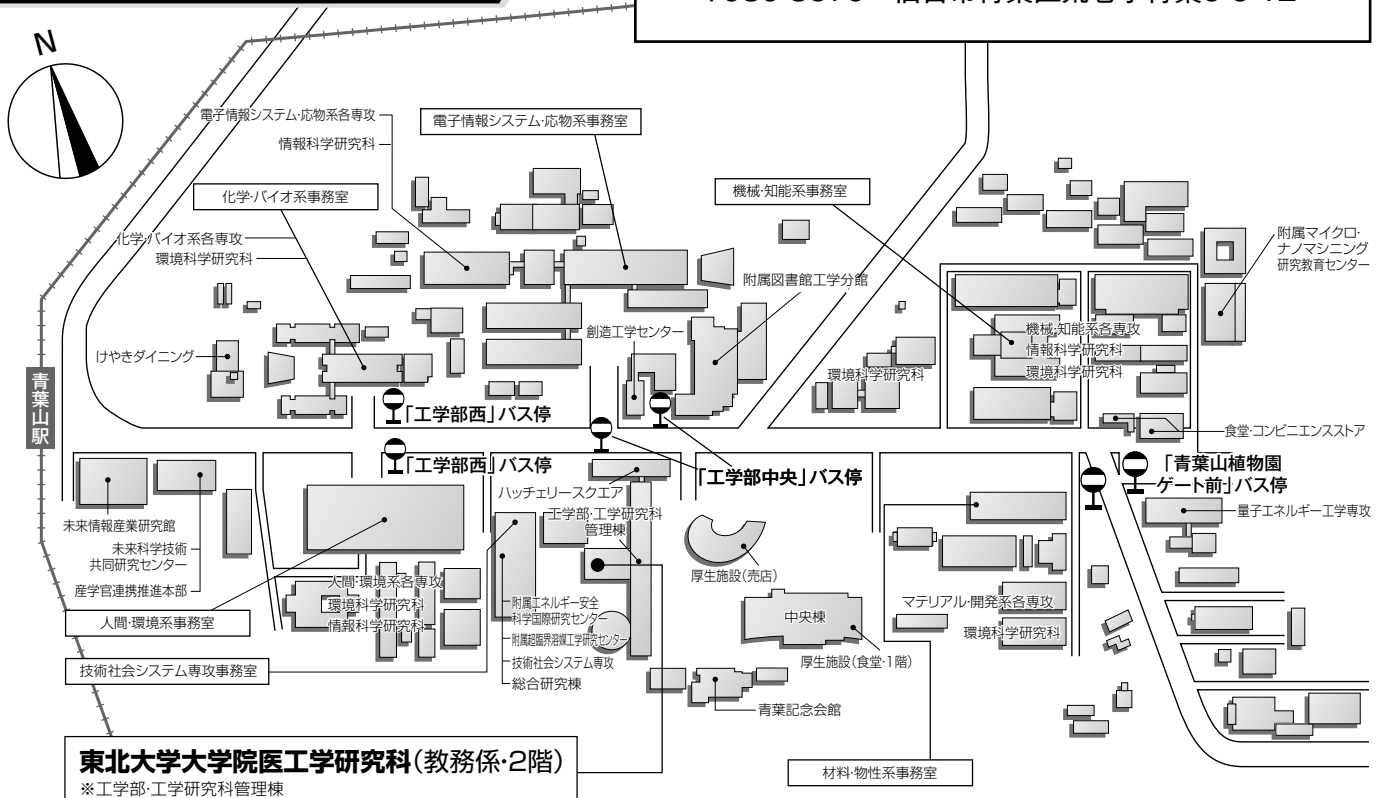 N
電子情報システム・応物系各専攻
情報科学研究科
電子情報システム・応物系事務室
化学・バイオ系事務室
機械・知能系事務室
化学・バイオ系各専攻
環境科学研究科
附属マイクロ・
ナノマシニング
研究教育センター
附属図書館工学分館
創造工学センター
機械・知能系各専攻
情報科学研究科
環境科学研究科
けやきダイニング
環境科学研究科
青葉山駅
「工学部西」バス停
食堂・コンビニエンスストア
「工学部西」バス停
「工学部中央」バス停
「青葉山植物園
ゲート前」バス停
ハッチェリースクエア
工学部・工学研究科
管理棟
量子エネルギー工学専攻
未来情報産業研究館
未来科学技術
共同研究センター
産学官連携推進本部
厚生施設(売店)
人間・環境系各専攻
環境科学研究科
情報科学研究科
附属エネルギー安全
科学国際研究センター
附属超臨界溶媒工学研究センター
技術社会システム専攻
総合研究棟
マテリアル・開発系各専攻
環境科学研究科
中央棟
厚生施設(食堂・1階)
人間・環境系事務室
技術社会システム専攻事務室
青葉記念会館
東北大学大学院医工学研究科(教務係・2階)
※工学部・工学研究科管理棟
材料・物性系事務室